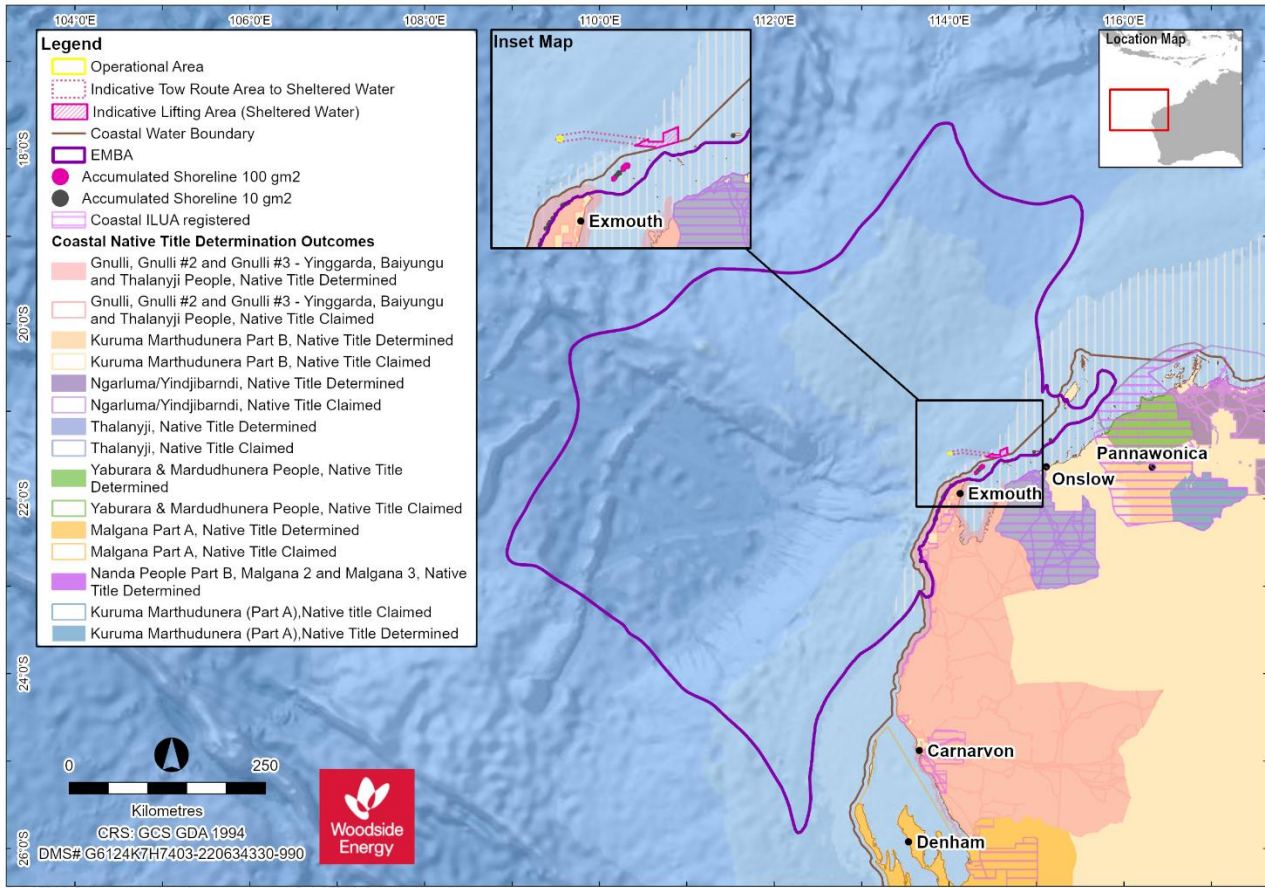 104°0'E 106°0'E 108°0'E 110°0'E 112°0'E 114°0'E 116°0'E
18°0'S
20°0'S
22°0'S
24°0'S
26°0'S
Legend
Operational Area
Indicative Tow Route Area to Sheltered Water
Indicative Lifting Area (Sheltered Water)
Coastal Water Boundary
EMBA
Accumulated Shoreline 100 gm2
Accumulated Shoreline 10 gm2
Coastal ILUA registered
Coastal Native Title Determination Outcomes
Gnulli, Gnulli #2 and Gnulli #3 - Yinggarda, Baiyungu
and Thalanyji People, Native Title Determined
Gnulli, Gnulli #2 and Gnulli #3 - Yinggarda, Baiyungu
and Thalanyji People, Native Title Claimed
Kuruma Marthudunera Part B, Native Title Determined
Kuruma Marthudunera Part B, Native Title Claimed
Ngarluma/Yindjibarndi, Native Title Determined
Ngarluma/Yindjibarndi, Native Title Claimed
Thalanyji, Native Title Determined
Thalanyji, Native Title Claimed
Yaburara & Mardudhunera People, Native Title
Determined
Yaburara & Mardudhunera People, Native Title Claimed
Malgana Part A, Native Title Determined
Malgana Part A, Native Title Claimed
Nanda People Part B, Malgana 2 and Malgana 3, Native
Title Determined
Kuruma Marthudunera (Part A),Native title Claimed
Kuruma Marthudunera (Part A),Native Title Determined
Inset Map
Exmouth
Location Map
Pannawonica
Onslow
Exmouth
Carnarvon
Denham
0 250
Kilometres
CRS: GCS GDA 1994
DMS# G6124K7H7403-220634330-990
Woodside
Energy